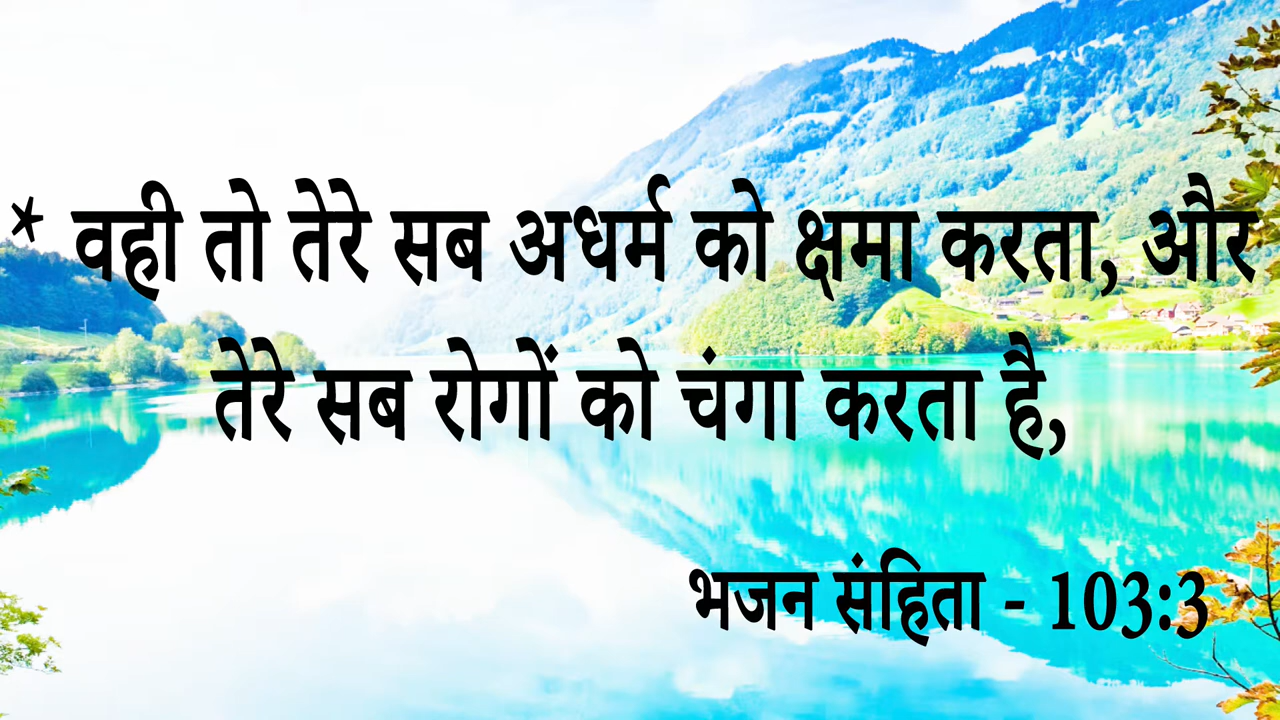 * वही तो तेरे सब अधर्म को क्षमा करता, और
तेरे सब रोगों को चंगा करता है,
भजन संहिता - 103:3